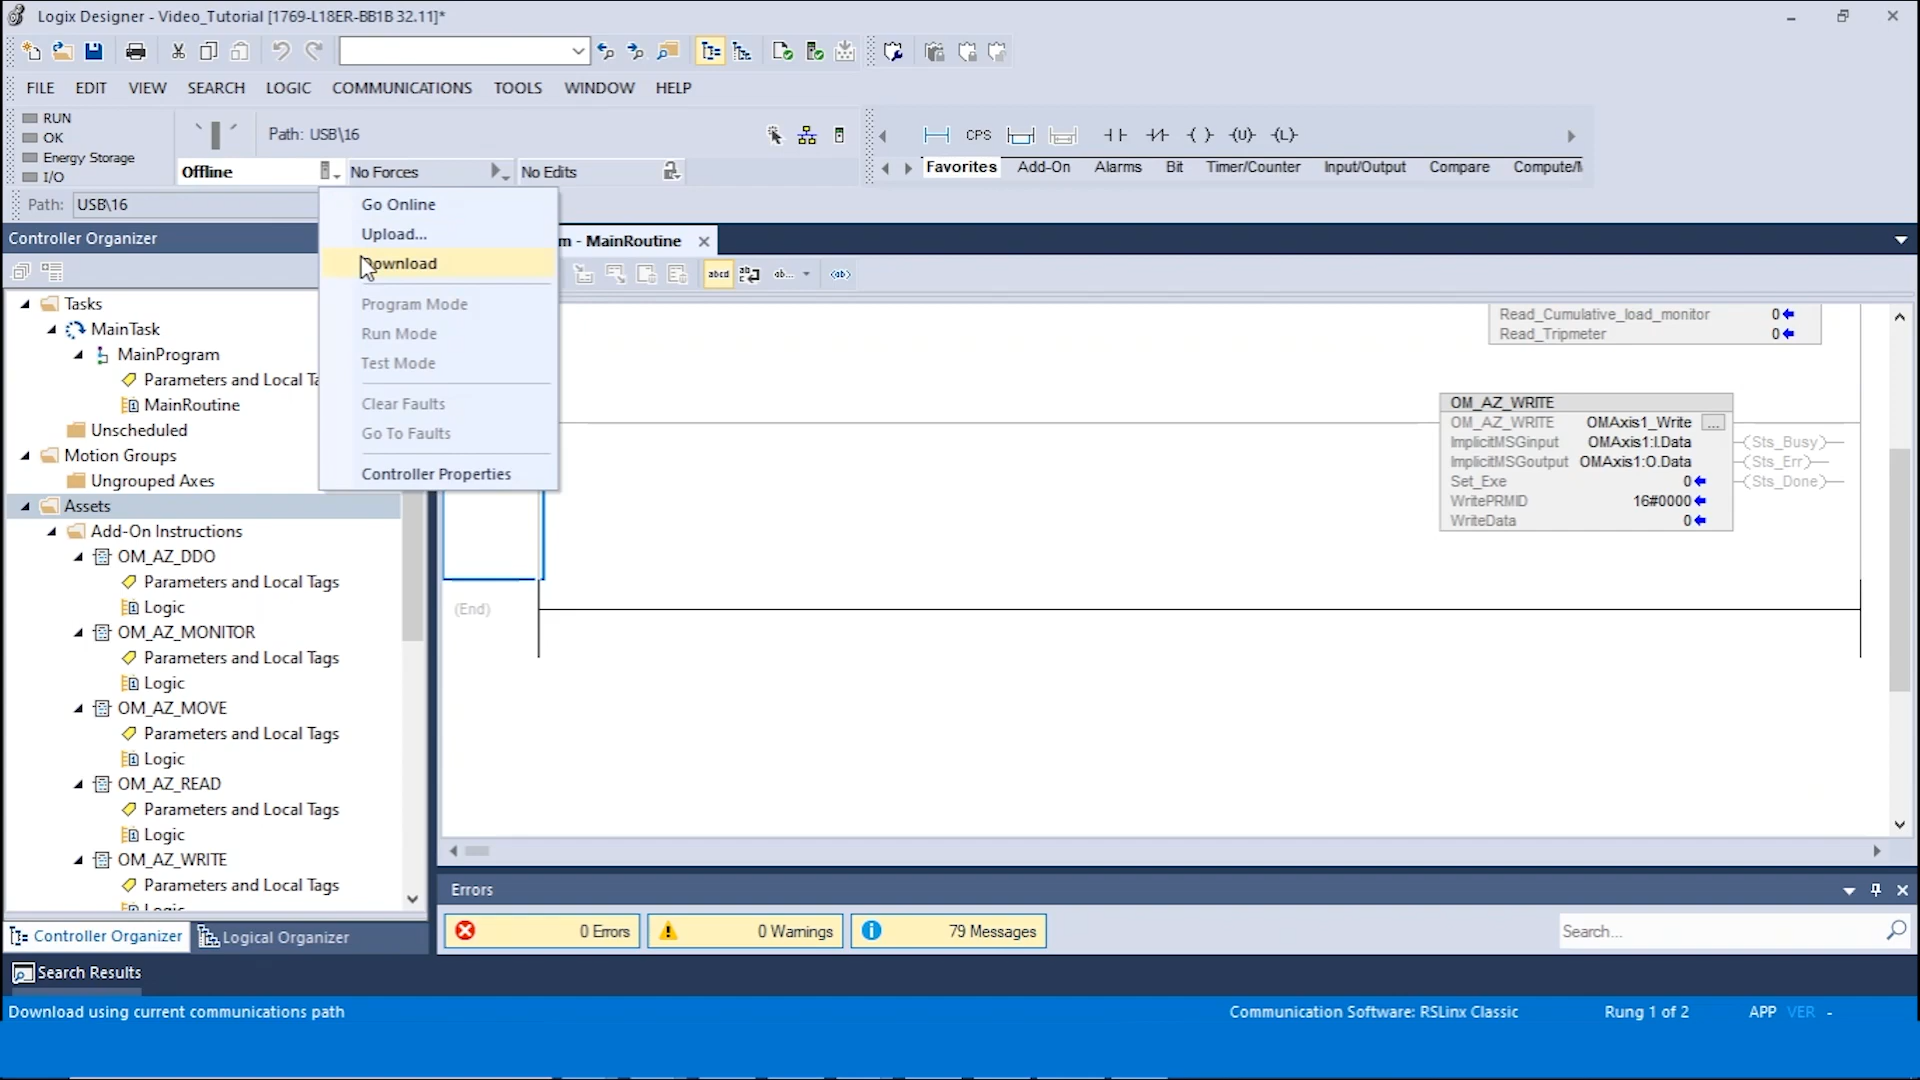 Logix Designer - Video_Tutorial [1769-L18ER-BB1B 32.11]*
FILE EDIT VIEW SEARCH LOGIC COMMUNICATIONS TOOLS WINDOW HELP
RUN
OK
Energy Storage
I/O
Path: USB\16
Offline No Forces No Edits
CPS
Favorites Add-On Alarms Bit Timer/Counter Input/Output Compare
Path: USB\16
Go Online
Upload...
Download
Program Mode
Run Mode
Test Mode
Clear Faults
Go To Faults
Controller Properties
Controller Organizer
- MainRoutine
abcd
ab...
Tasks
MainTask
MainProgram
Parameters and Local
MainRoutine
Unscheduled
Motion Groups
Ungrouped Axes
Assets
Add-On Instructions
OM_AZ_DDO
Parameters and Local Tags
Logic
OM_AZ_MONITOR
Parameters and Local Tags
Logic
OM_AZ_MOVE
Parameters and Local Tags
Logic
OM_AZ_READ
Parameters and Local Tags
Logic
OM_AZ_WRITE
Parameters and Local Tags
Read_Cumulative_load_monitor 0
Read_Tripmeter 0
OM_AZ_WRITE
OM_AZ_WRITE OMAxis1_Write ...
ImplicitMSGinput OMAxis1:I.Data (Sts_Busy)
ImplicitMSGoutput OMAxis1:O.Data (Sts_Err)
Set_Exe 0 (Sts_Done)
WritePRMID 16#0000
WriteData 0
(End)
Errors
0 Errors 0 Warnings 79 Messages Search...
Controller Organizer Logical Organizer
Search Results
Download using current communications path Communication Software: RSLinx Classic Rung 1 of 2 APP VER -